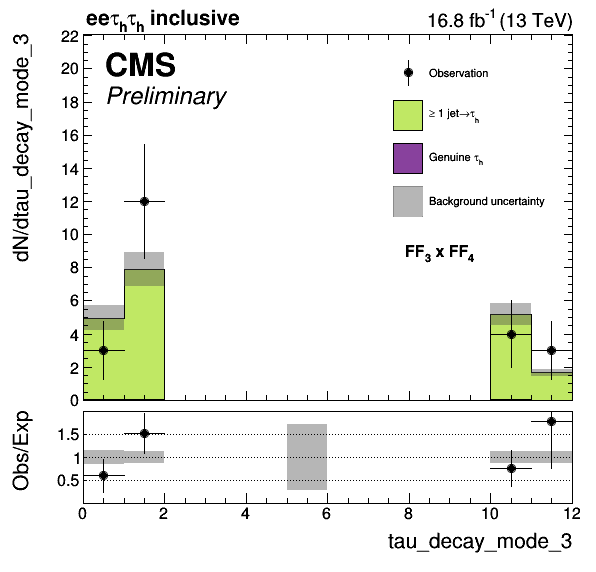 eeτhτh inclusive
16.8 fb-1 (13 TeV)
CMS
Preliminary
Observation
≥ 1 jet→τh
Genuine τh
Background uncertainty
FF3 x FF4
dN/dtau_decay_mode_3
22
20
18
16
14
12
10
8
6
4
2
0
Obs/Exp
1.5
1
0.5
0 2 4 6 8 10 12
tau_decay_mode_3